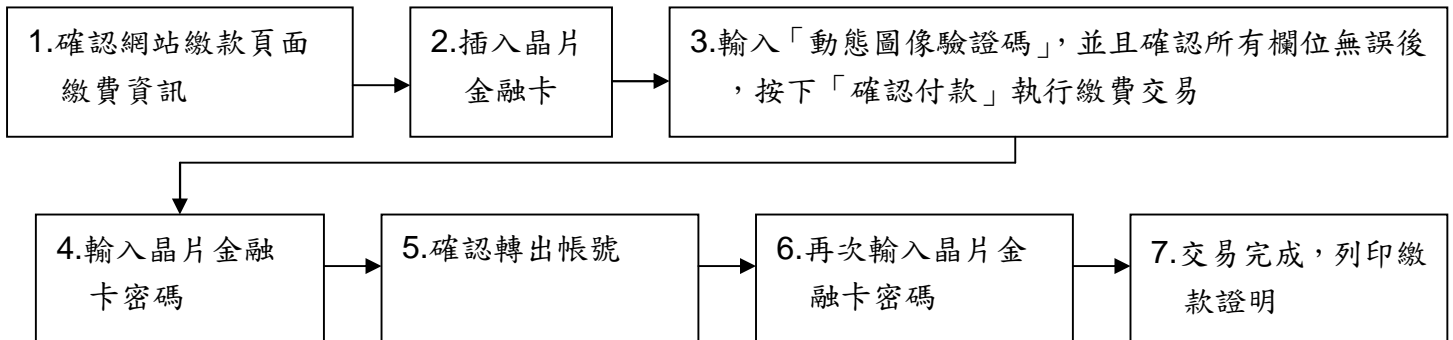 1.確認網站繳款頁面
繳費資訊
2.插入晶片
金融卡
3.輸入「動態圖像驗證碼」，並且確認所有欄位無誤後
，按下「確認付款」執行繳費交易
4.輸入晶片金融
卡密碼
5.確認轉出帳號
6.再次輸入晶片金
融卡密碼
7.交易完成，列印繳
款證明